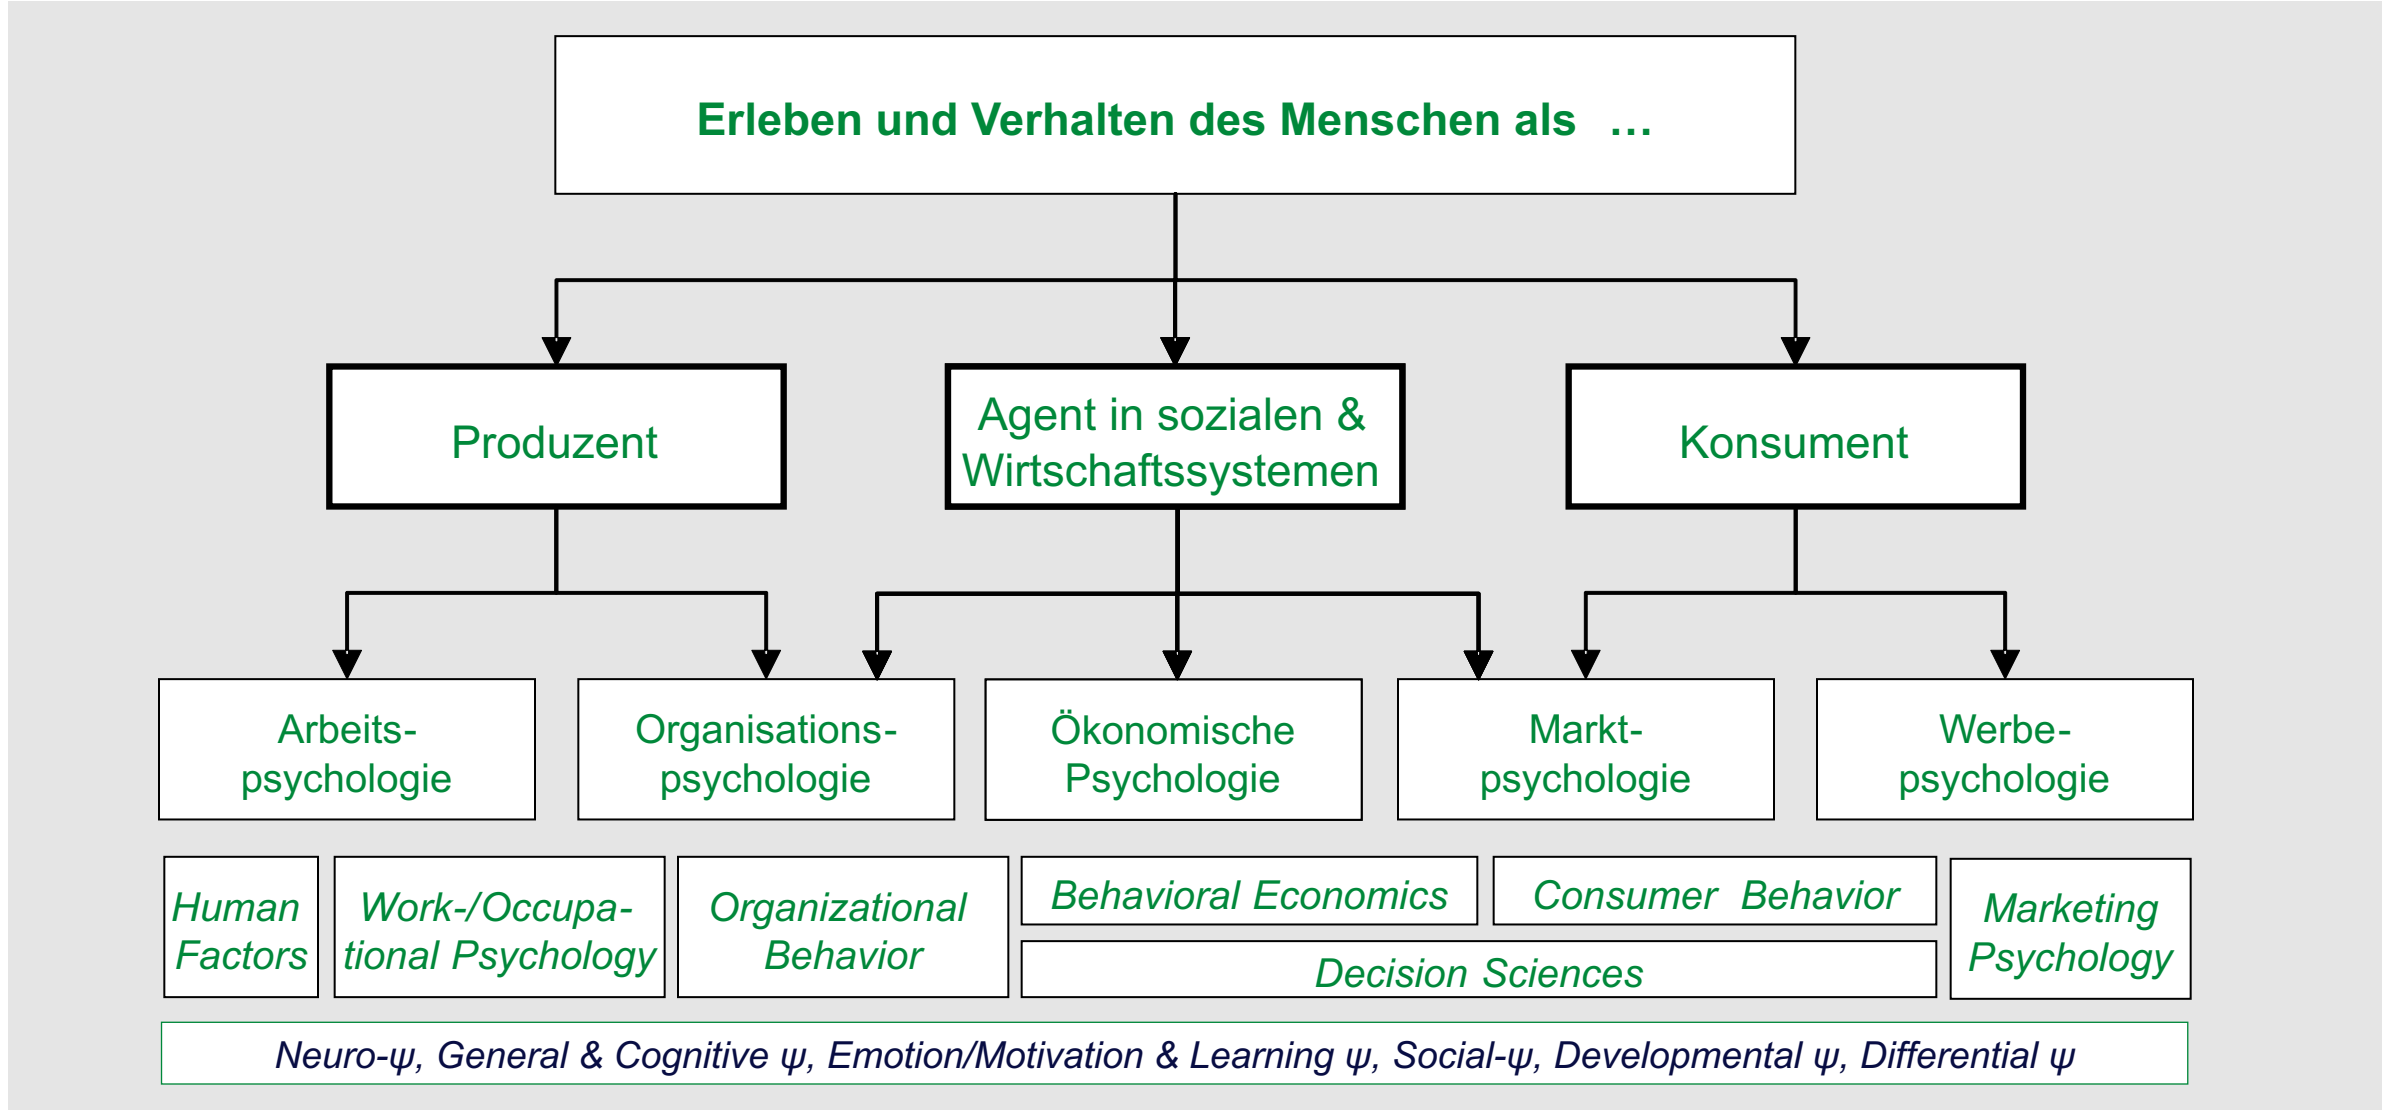 Erleben und Verhalten des Menschen als …
Produzent
Agent in sozialen &
Wirtschaftssystemen
Konsument
Arbeits-
psychologie
Organisations-
psychologie
Ökonomische
Psychologie
Markt-
psychologie
Werbe-
psychologie
Human
Factors
Work-/Occupa-
tional Psychology
Organizational
Behavior
Behavioral Economics
Consumer Behavior
Decision Sciences
Marketing
Psychology
Neuro-ψ, General & Cognitive ψ, Emotion/Motivation & Learning ψ, Social-ψ, Developmental ψ, Differential ψ